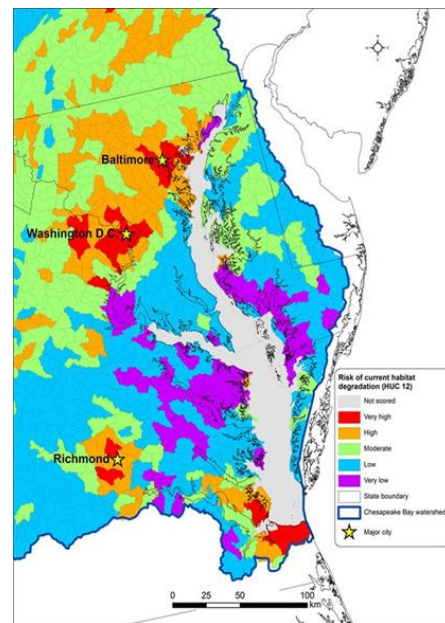 Baltimore
Washington D.C.
Richmond
Risk of current habitat
degradation (HUC 12)
Not scored
Very high
High
Moderate
Low
Very low
State boundary
Chesapeake Bay watershed
Major city
0 50 100
km